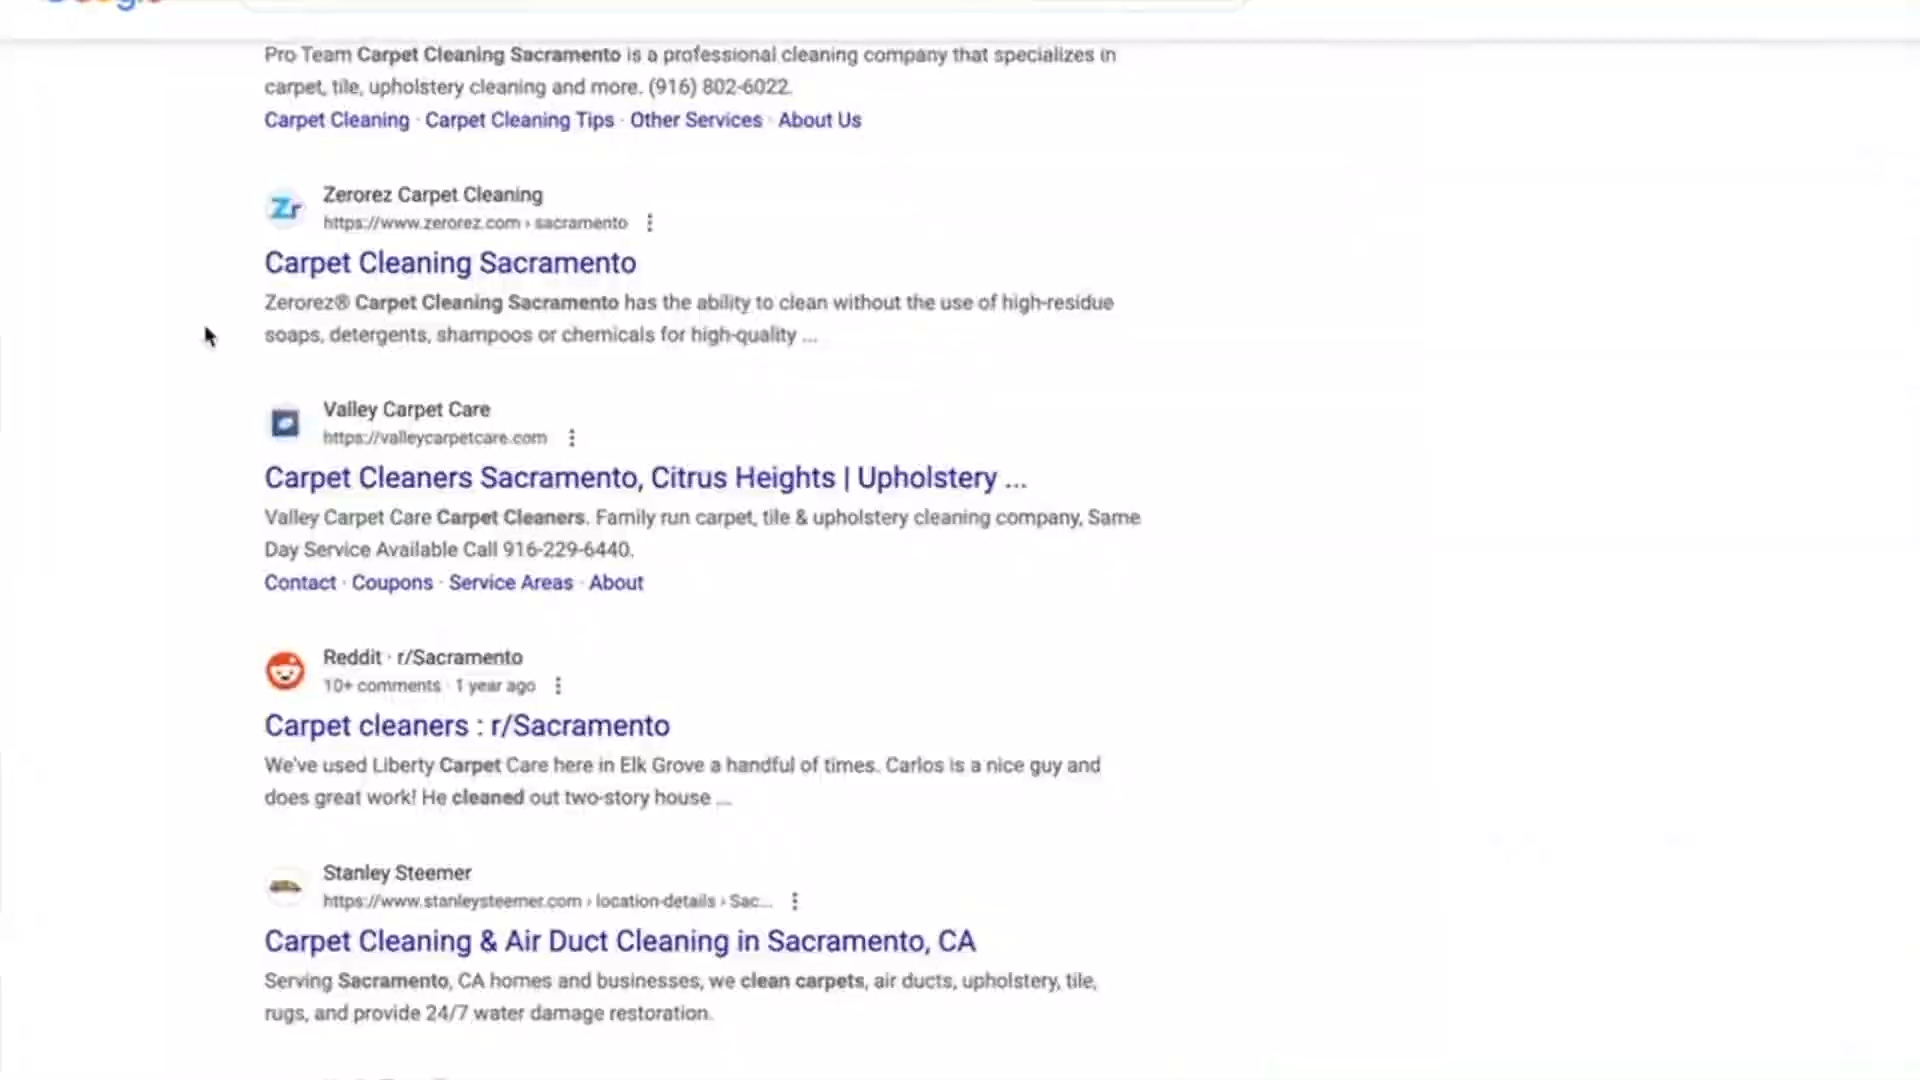 Pro Team Carpet Cleaning Sacramento is a professional cleaning company that specializes in
carpet, tile, upholstery cleaning and more. (916) 802-6022.
Carpet Cleaning · Carpet Cleaning Tips · Other Services · About Us
Zr
Zerorez Carpet Cleaning
https://www.zerorez.com › sacramento
Carpet Cleaning Sacramento
Zerorez® Carpet Cleaning Sacramento has the ability to clean without the use of high-residue
soaps, detergents, shampoos or chemicals for high-quality ...
Valley Carpet Care
https://valleycarpetcare.com
Carpet Cleaners Sacramento, Citrus Heights | Upholstery ...
Valley Carpet Care Carpet Cleaners. Family run carpet, tile & upholstery cleaning company, Same
Day Service Available Call 916-229-6440.
Contact · Coupons · Service Areas · About
Reddit · r/Sacramento
10+ comments · 1 year ago
Carpet cleaners : r/Sacramento
We've used Liberty Carpet Care here in Elk Grove a handful of times. Carlos is a nice guy and
does great work! He cleaned out two-story house ...
Stanley Steemer
https://www.stanleysteemer.com › location-details › Sac...
Carpet Cleaning & Air Duct Cleaning in Sacramento, CA
Serving Sacramento, CA homes and businesses, we clean carpets, air ducts, upholstery, tile,
rugs, and provide 24/7 water damage restoration.